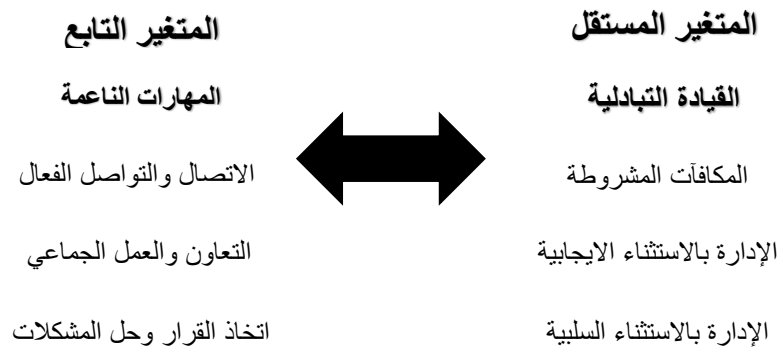 المتغير المستقل
القيادة التبادلية
المكافآت المشروطة
الإدارة بالاستثناء الايجابية
الإدارة بالاستثناء السلبية
المتغير التابع
المهارات الناعمة
الاتصال والتواصل الفعال
التعاون والعمل الجماعي
اتخاذ القرار وحل المشكلات